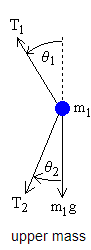 T₁
θ₁
m₁
θ₂
T₂
m₁g
upper mass